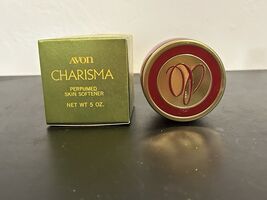 AVON
CHARISMA
PERFUMED
SKIN SOFTENER
NET WT 5 OZ.